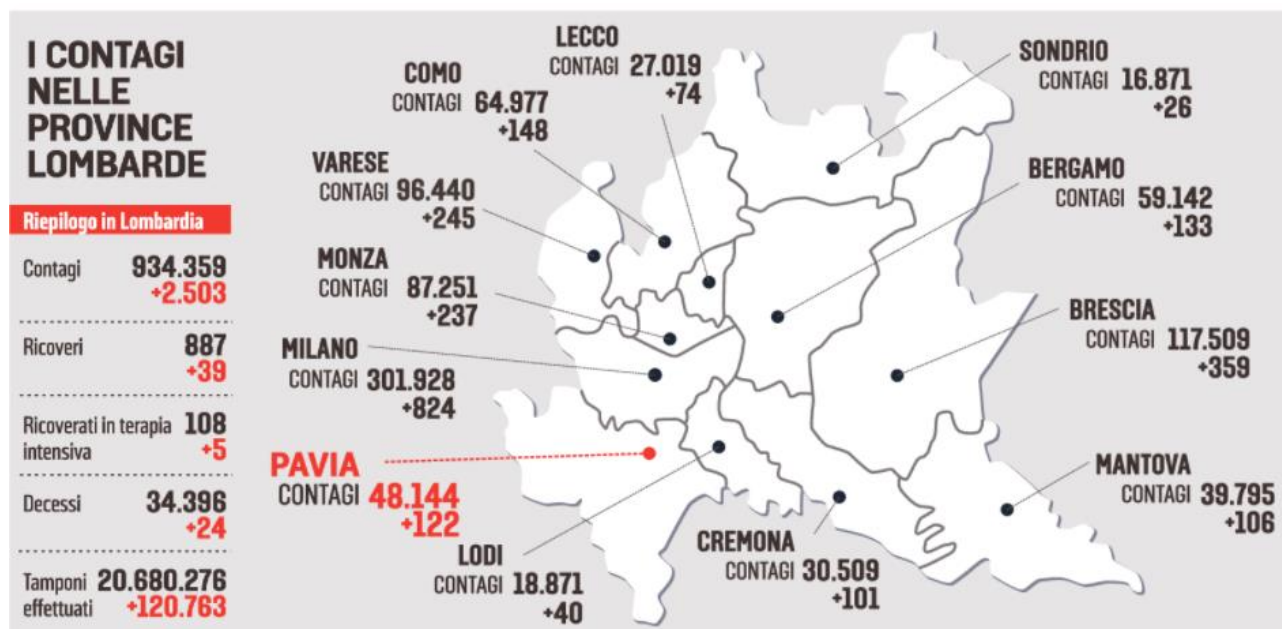 I CONTAGI
NELLE
PROVINCE
LOMBARDE
Riepilogo in Lombardia
Contagi 934.359
+2.503
Ricoveri 887
+39
Ricoverati in terapia 108
intensiva +5
Decessi 34.396
+24
Tamponi 20.680.276
effettuati +120.763
LECCO
CONTAGI 27.019
+74
COMO
CONTAGI 64.977
+148
VARESE
CONTAGI 96.440
+245
MONZA
CONTAGI 87.251
+237
MILANO
CONTAGI 301.928
+824
PAVIA
CONTAGI 48.144
+122
LODI
CONTAGI 18.871
+40
CREMONA
CONTAGI 30.509
+101
SONDRIO
CONTAGI 16.871
+26
BERGAMO
CONTAGI 59.142
+133
BRESCIA
CONTAGI 117.509
+359
MANTOVA
CONTAGI 39.795
+106